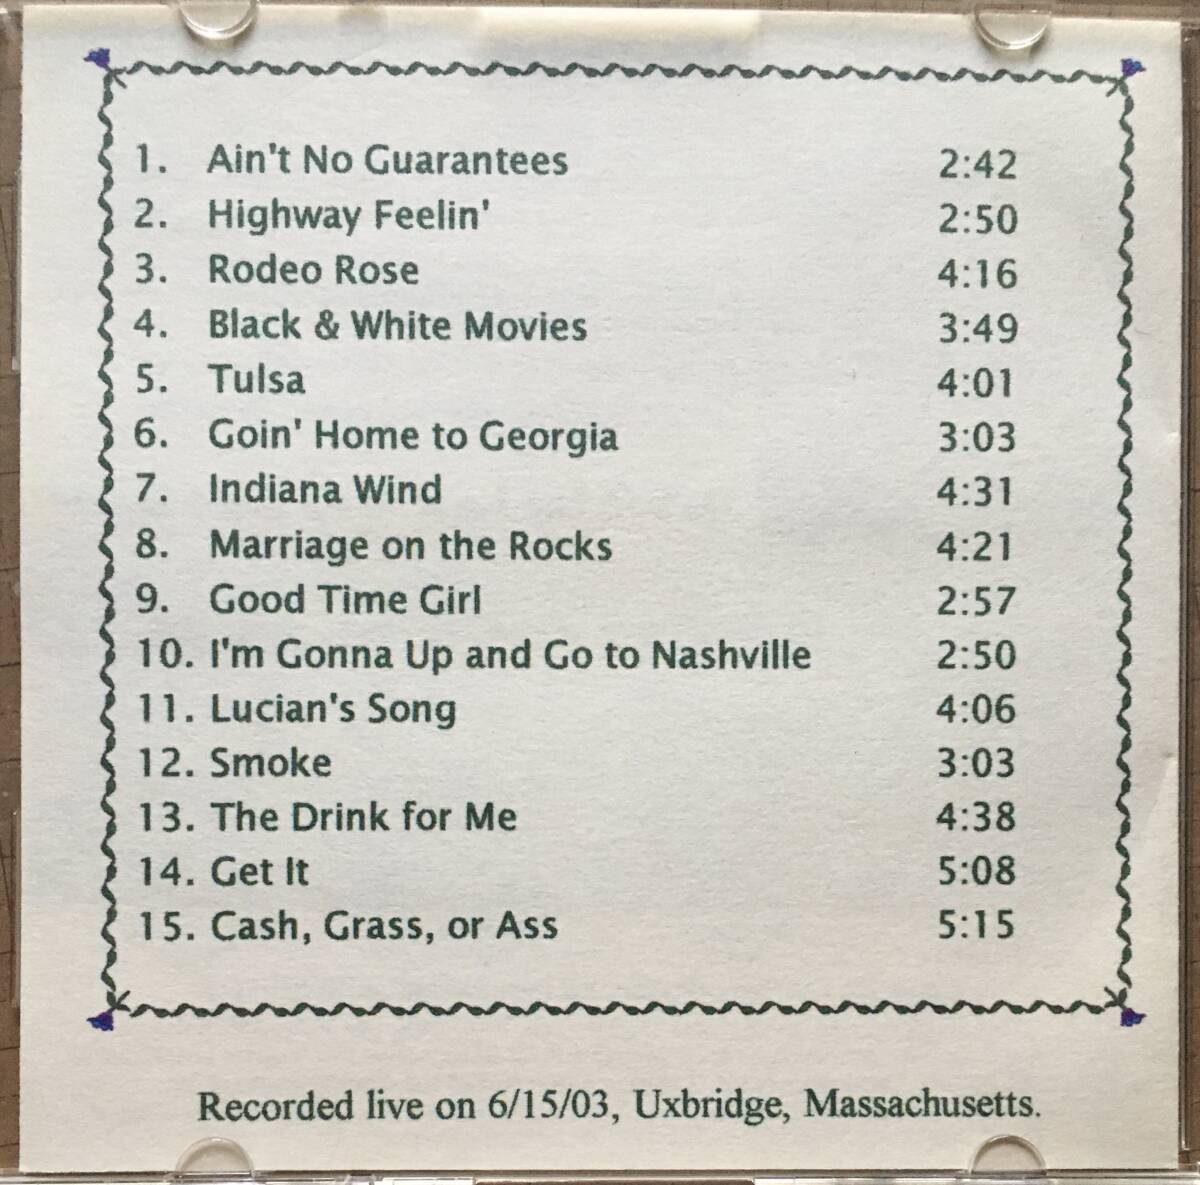 1. Ain't No Guarantees 2:42
2. Highway Feelin' 2:50
3. Rodeo Rose 4:16
4. Black & White Movies 3:49
5. Tulsa 4:01
6. Goin' Home to Georgia 3:03
7. Indiana Wind 4:31
8. Marriage on the Rocks 4:21
9. Good Time Girl 2:57
10. I'm Gonna Up and Go to Nashville 2:50
11. Lucian's Song 4:06
12. Smoke 3:03
13. The Drink for Me 4:38
14. Get It 5:08
15. Cash, Grass, or Ass 5:15
Recorded live on 6/15/03, Uxbridge, Massachusetts.